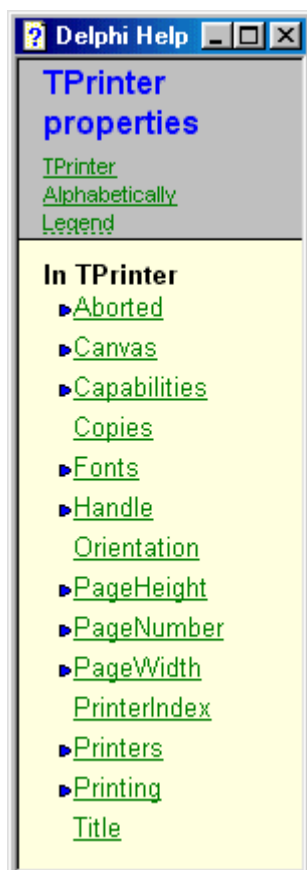 Delphi Help
TPrinter
properties
TPrinter
Alphabetically
Legend
In TPrinter
Aborted
Canvas
Capabilities
Copies
Fonts
Handle
Orientation
PageHeight
PageNumber
PageWidth
PrinterIndex
Printers
Printing
Title